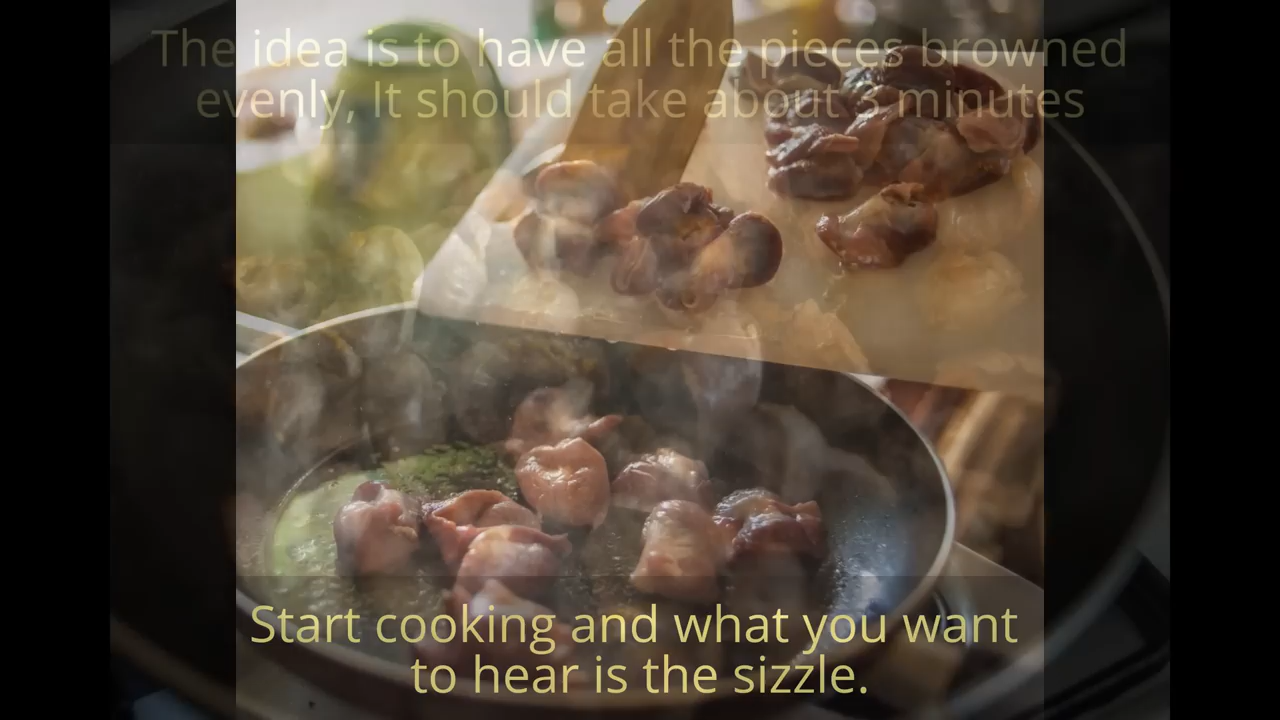 The idea is to have all the pieces browned
evenly, It should take about 3 minutes
Start cooking and what you want
to hear is the sizzle.